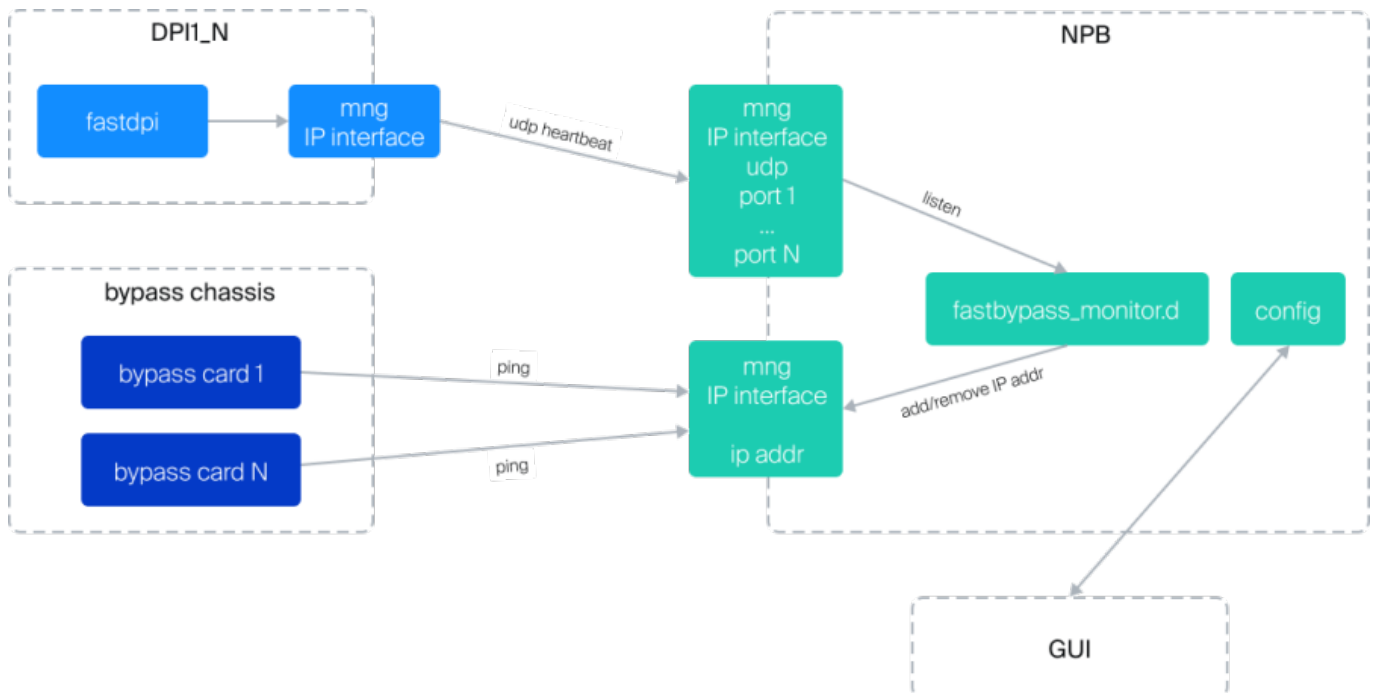 DPI1_N
fastdpi
mng
IP interface
udp heartbeat
NPB
mng
IP interface
udp
port 1
...
port N
listen
fastbypass_monitor.d
config
bypass chassis
bypass card 1
bypass card N
ping
ping
mng
IP interface
ip addr
add/remove IP addr
GUI